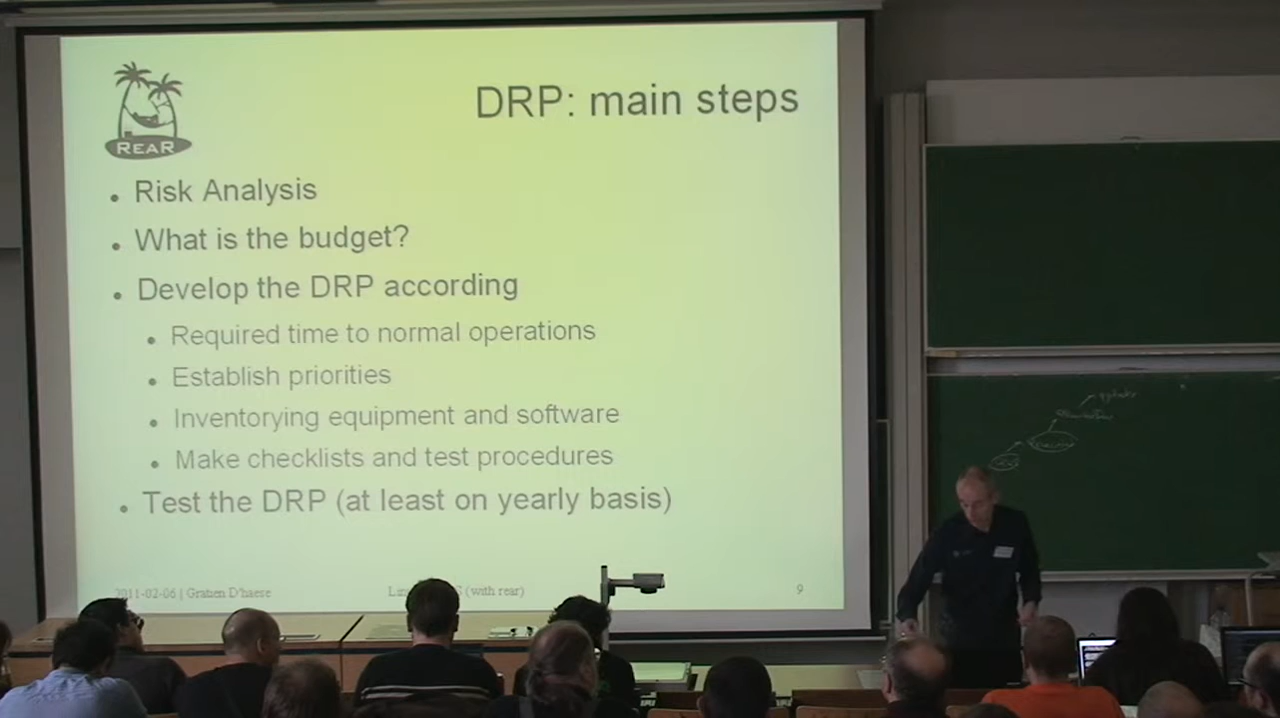 REAR
DRP: main steps
• Risk Analysis
• What is the budget?
• Develop the DRP according
• Required time to normal operations
• Establish priorities
• Inventorying equipment and software
• Make checklists and test procedures
• Test the DRP (at least on yearly basis)
2011-02-06 | Gratien D'haese
(with rear)
9